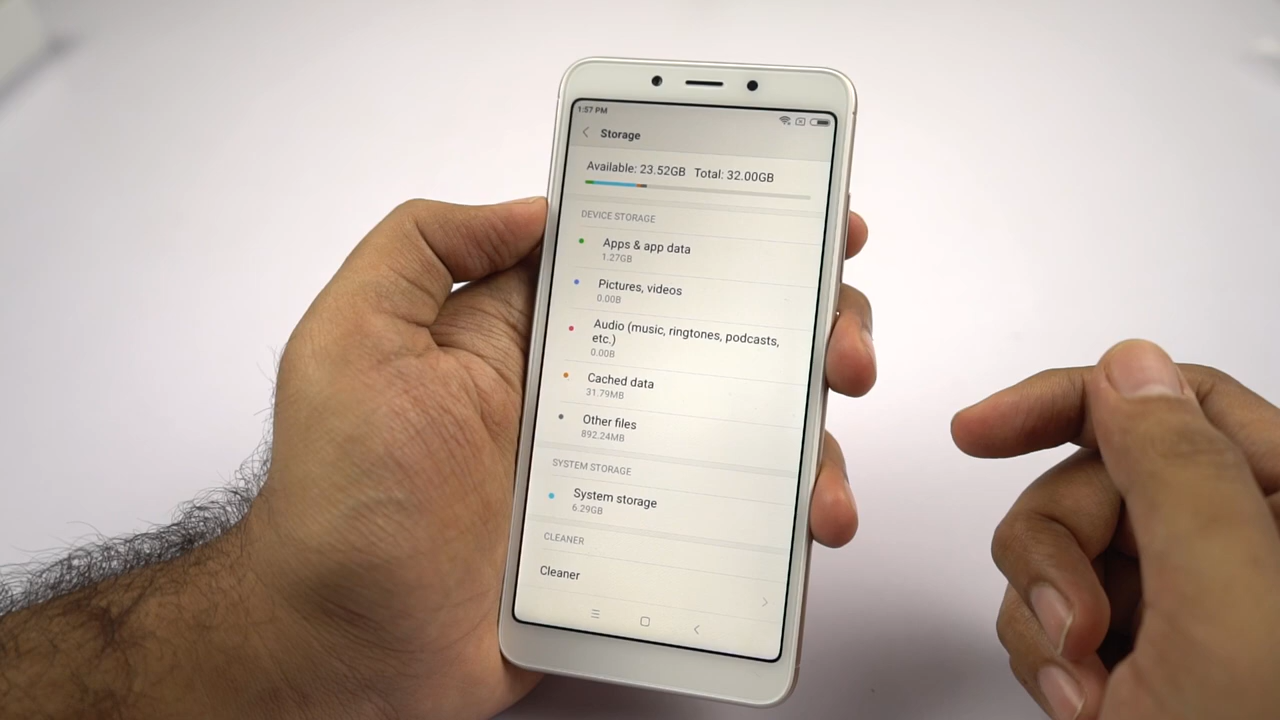 1:57 PM
Storage
Available: 23.52GB Total: 32.00GB
DEVICE STORAGE
Apps & app data
1.27GB
Pictures, videos
0.00B
Audio (music, ringtones, podcasts,
etc.)
0.00B
Cached data
31.79MB
Other files
892.24MB
SYSTEM STORAGE
System storage
6.29GB
CLEANER
Cleaner